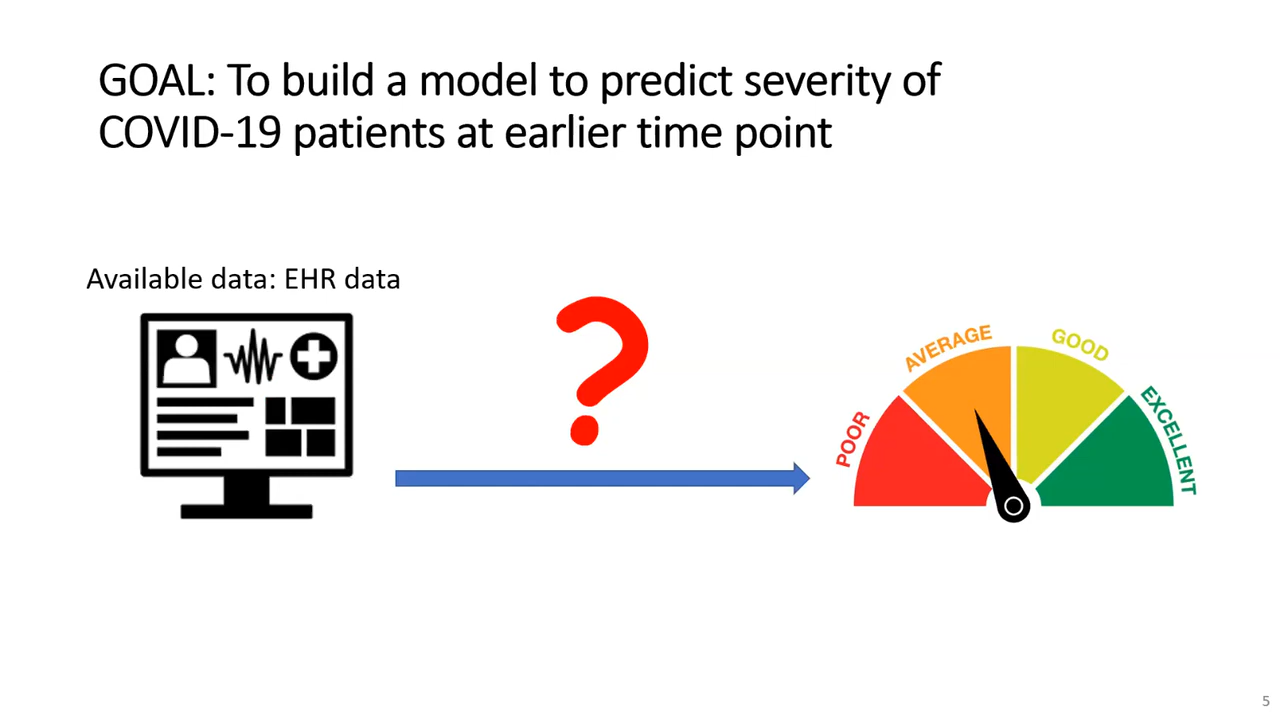 GOAL: To build a model to predict severity of
COVID-19 patients at earlier time point
Available data: EHR data
POOR
AVERAGE
GOOD
EXCELLENT
5